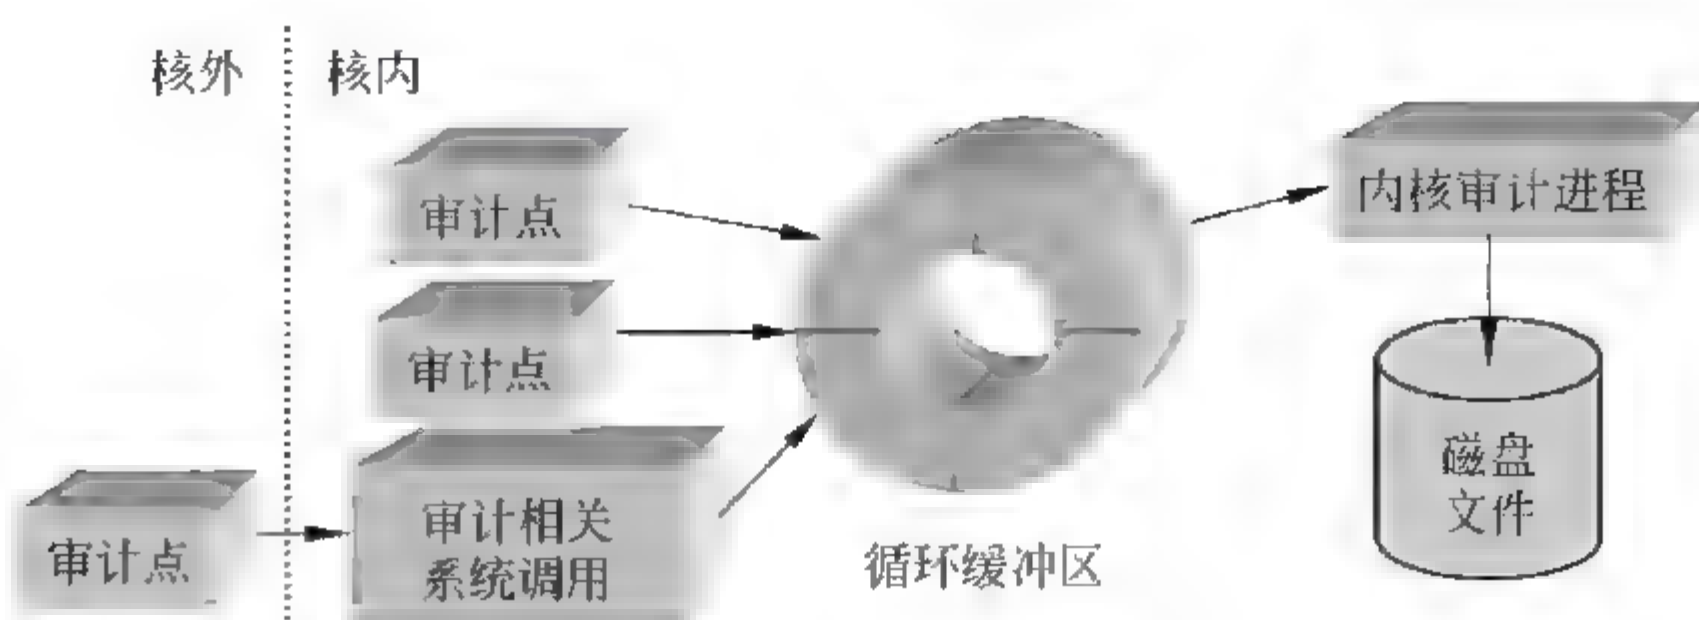 核外
核内
审计点
内核审计进程
审计点
审计点
审计相关
系统调用
循环缓冲区
磁盘
文件